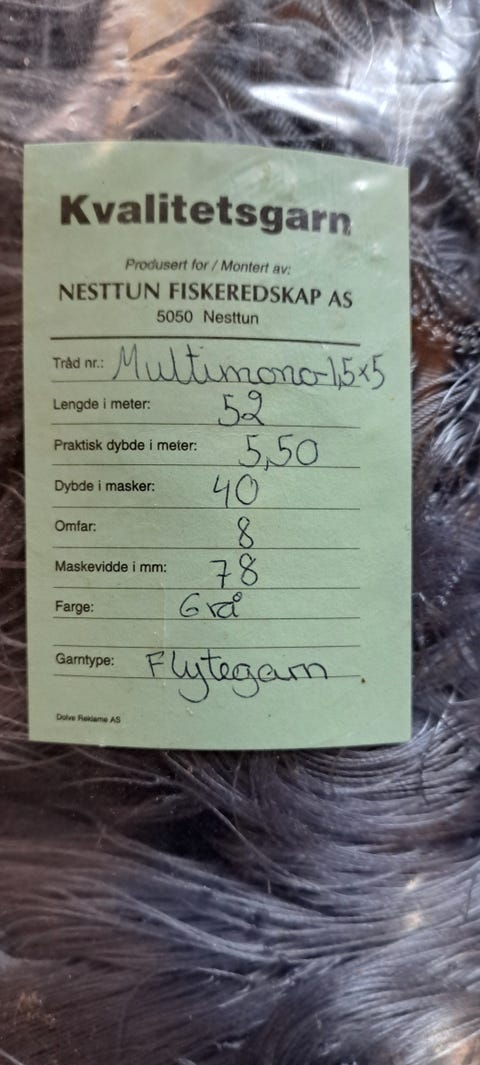 Kvalitetsgarn
Produsert for / Montert av:
NESTTUN FISKEREDSKAP AS
5050 Nesttun
Tråd nr.: Multimono-1,5x5
Lengde i meter: 52
Praktisk dybde i meter: 5,50
Dybde i masker: 40
Omfar: 8
Maskevidde i mm: 78
Farge: Grå
Garntype: Flytegarn
Dolve Reklame AS